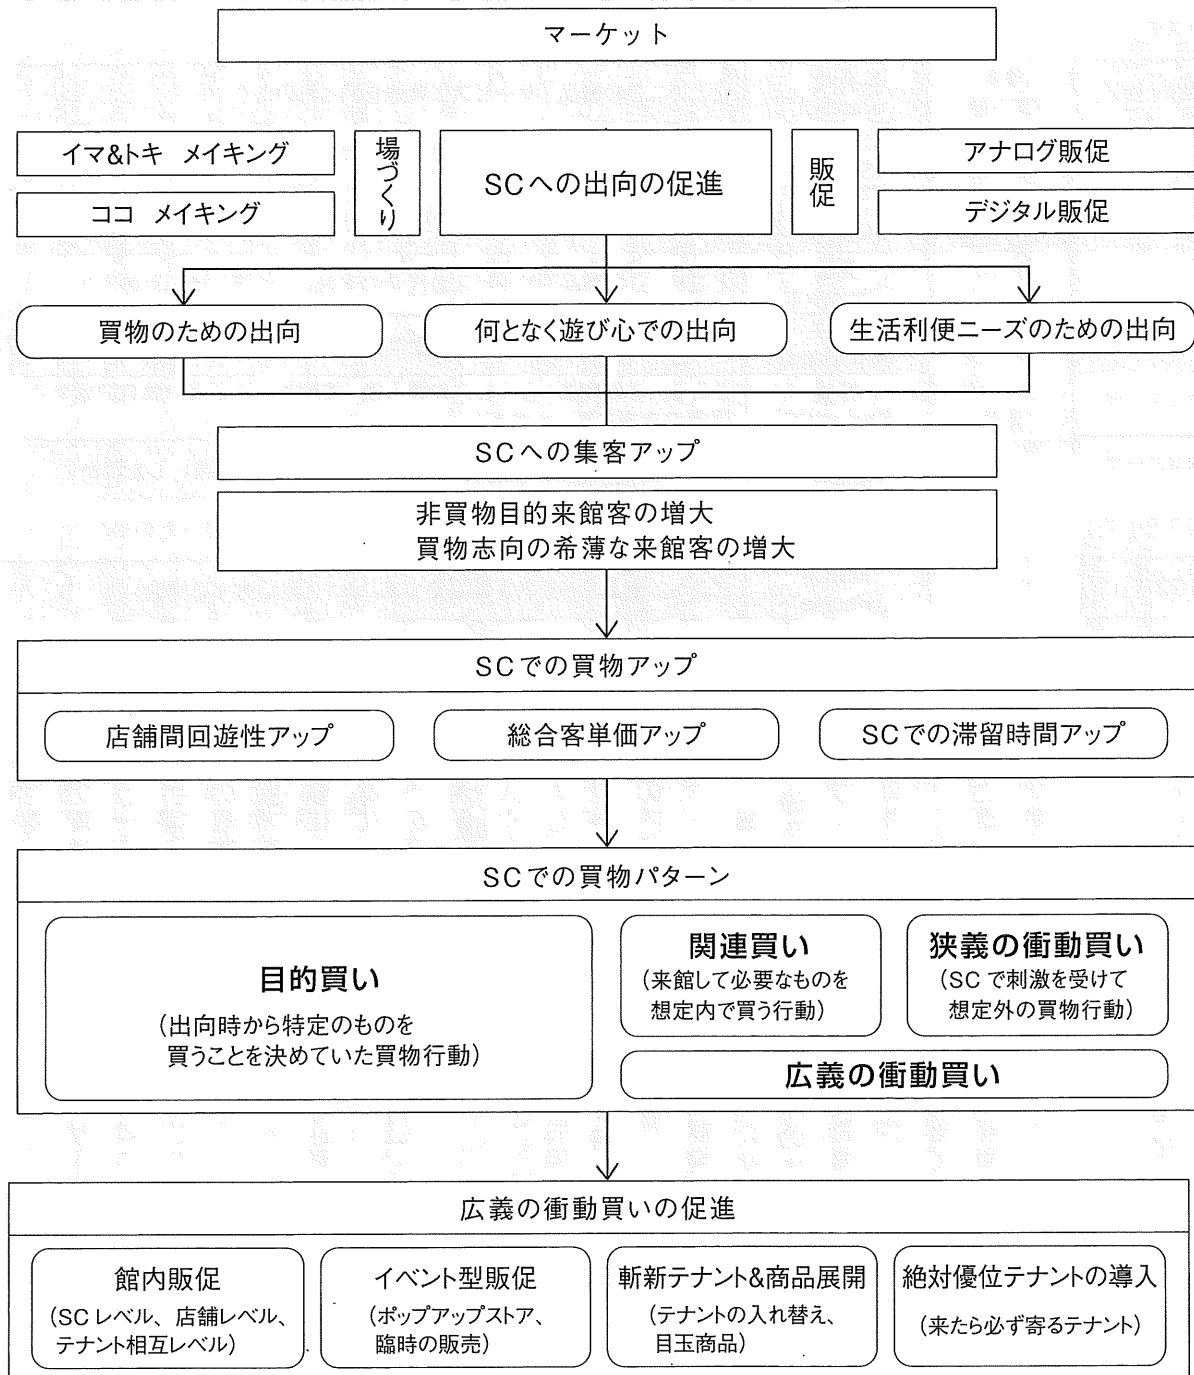 マーケット
イマ&トキ メイキング
ココ メイキング
場づくり
SCへの出向の促進
販促
アナログ販促
デジタル販促
買物のための出向
何となく遊び心での出向
生活利便ニーズのための出向
SCへの集客アップ
非買物目的来館客の増大
買物志向の希薄な来館客の増大
SCでの買物アップ
店舗間回遊性アップ
総合客単価アップ
SCでの滞留時間アップ
SCでの買物パターン
目的買い
(出向時から特定のものを
買うことを決めていた買物行動)
関連買い
(来館して必要なものを
想定内で買う行動)
狭義の衝動買い
(SCで刺激を受けて
想定外の買物行動)
広義の衝動買い
広義の衝動買いの促進
館内販促
(SCレベル、店舗レベル、
テナント相互レベル)
イベント型販促
(ポップアップストア、
臨時の販売)
斬新テナント&商品展開
(テナントの入れ替え、
目玉商品)
絶対優位テナントの導入
(来たら必ず寄るテナント)